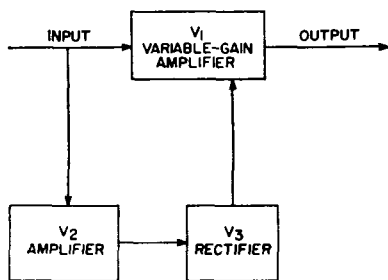 INPUT
V1
VARIABLE-GAIN
AMPLIFIER
OUTPUT
V2
AMPLIFIER
V3
RECTIFIER